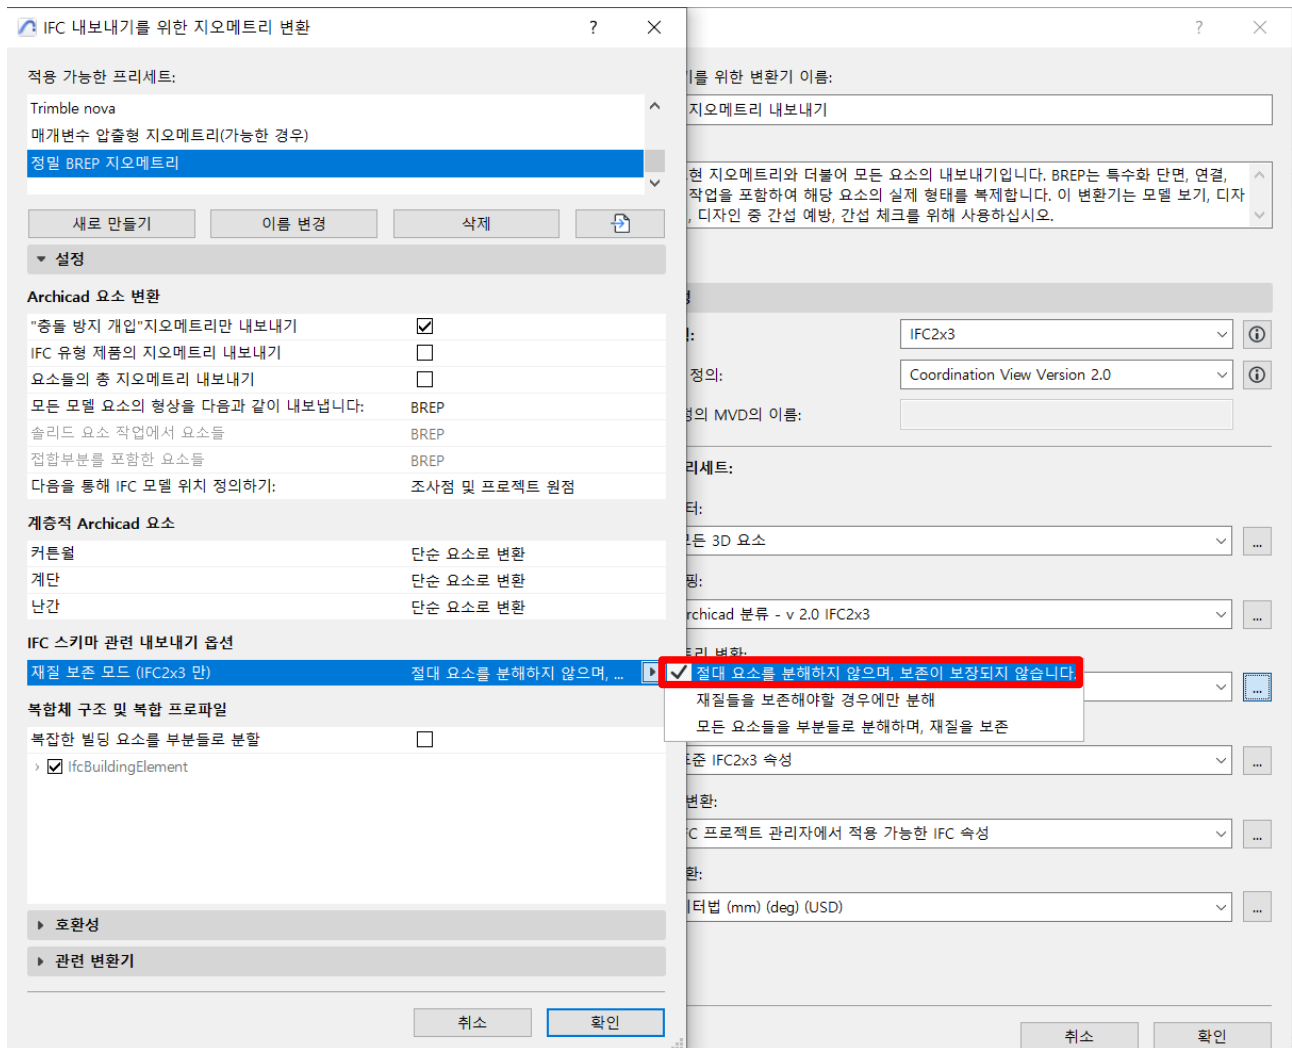 IFC 내보내기를 위한 지오메트리 변환
?
적용 가능한 프리세트:
Trimble nova
매개변수 압출형 지오메트리(가능한 경우)
정밀 BREP 지오메트리
새로 만들기 이름 변경 삭제
설정
Archicad 요소 변환
"충돌 방지 개입"지오메트리만 내보내기
IFC 유형 제품의 지오메트리 내보내기
요소들의 총 지오메트리 내보내기
모든 모델 요소의 형상을 다음과 같이 내보냅니다: BREP
솔리드 요소 작업에서 요소들 BREP
접합부분를 포함한 요소들 BREP
다음을 통해 IFC 모델 위치 정의하기: 조사점 및 프로젝트 원점
계층적 Archicad 요소
커튼월 단순 요소로 변환
계단 단순 요소로 변환
난간 단순 요소로 변환
IFC 스키마 관련 내보내기 옵션
재질 보존 모드 (IFC2x3 만) 절대 요소를 분해하지 않으며, ...
절대 요소를 분해하지 않으며, 보존이 보장되지 않습니다.
재질들을 보존해야할 경우에만 분해
모든 요소들을 부분들로 분해하며, 재질을 보존
복합체 구조 및 복합 프로파일
복잡한 빌딩 요소를 부분들로 분할
IfcBuildingElement
호환성
관련 변환기
취소 확인
?
기를 위한 변환기 이름:
지오메트리 내보내기
현 지오메트리와 더불어 모든 요소의 내보내기입니다. BREP는 특수화 단면, 연결,
작업을 포함하여 해당 요소의 실제 형태를 복제합니다. 이 변환기는 모델 보기, 디자
, 디자인 중 간섭 예방, 간섭 체크를 위해 사용하십시오.
IFC2x3
정의: Coordination View Version 2.0
정의 MVD의 이름:
리세트:
터:
모든 3D 요소
...
핑:
rchicad 분류 - v 2.0 IFC2x3
...
트리 변환:
...
표준 IFC2x3 속성
...
변환:
FC 프로젝트 관리자에서 적용 가능한 IFC 속성
...
환:
미터법 (mm) (deg) (USD)
...
취소 확인